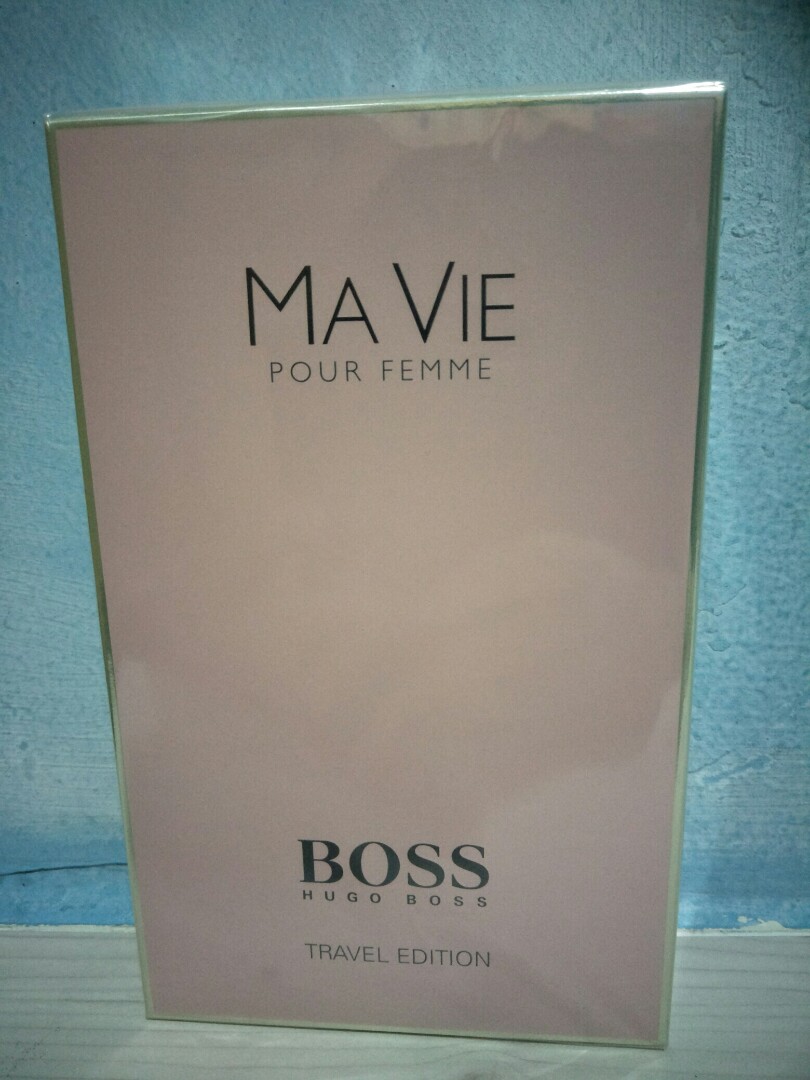 MA VIE
POUR FEMME
BOSS
HUGO BOSS
TRAVEL EDITION